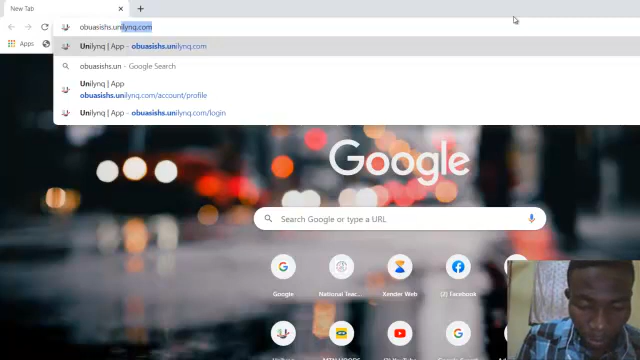 New Tab
obuasishs.unilynq.com
Apps
Unilynq | App - obuasishs.unilynq.com
obuasishs.un - Google Search
Unilynq | App
obuasishs.unilynq.com/account/profile
Unilynq | App - obuasishs.unilynq.com/login
Google
Search Google or type a URL
Google
National Teac...
Xender Web
(2) Facebook